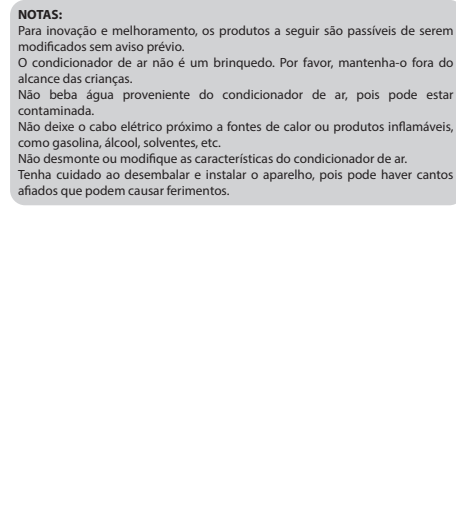 NOTAS:
Para inovação e melhoramento, os produtos a seguir são passíveis de serem
modificados sem aviso prévio.
O condicionador de ar não é um brinquedo. Por favor, mantenha-o fora do
alcance das crianças.
Não beba água proveniente do condicionador de ar, pois pode estar
contaminada.
Não deixe o cabo elétrico próximo a fontes de calor ou produtos inflamáveis,
como gasolina, álcool, solventes, etc.
Não desmonte ou modifique as características do condicionador de ar.
Tenha cuidado ao desembalar e instalar o aparelho, pois pode haver cantos
afiados que podem causar ferimentos.